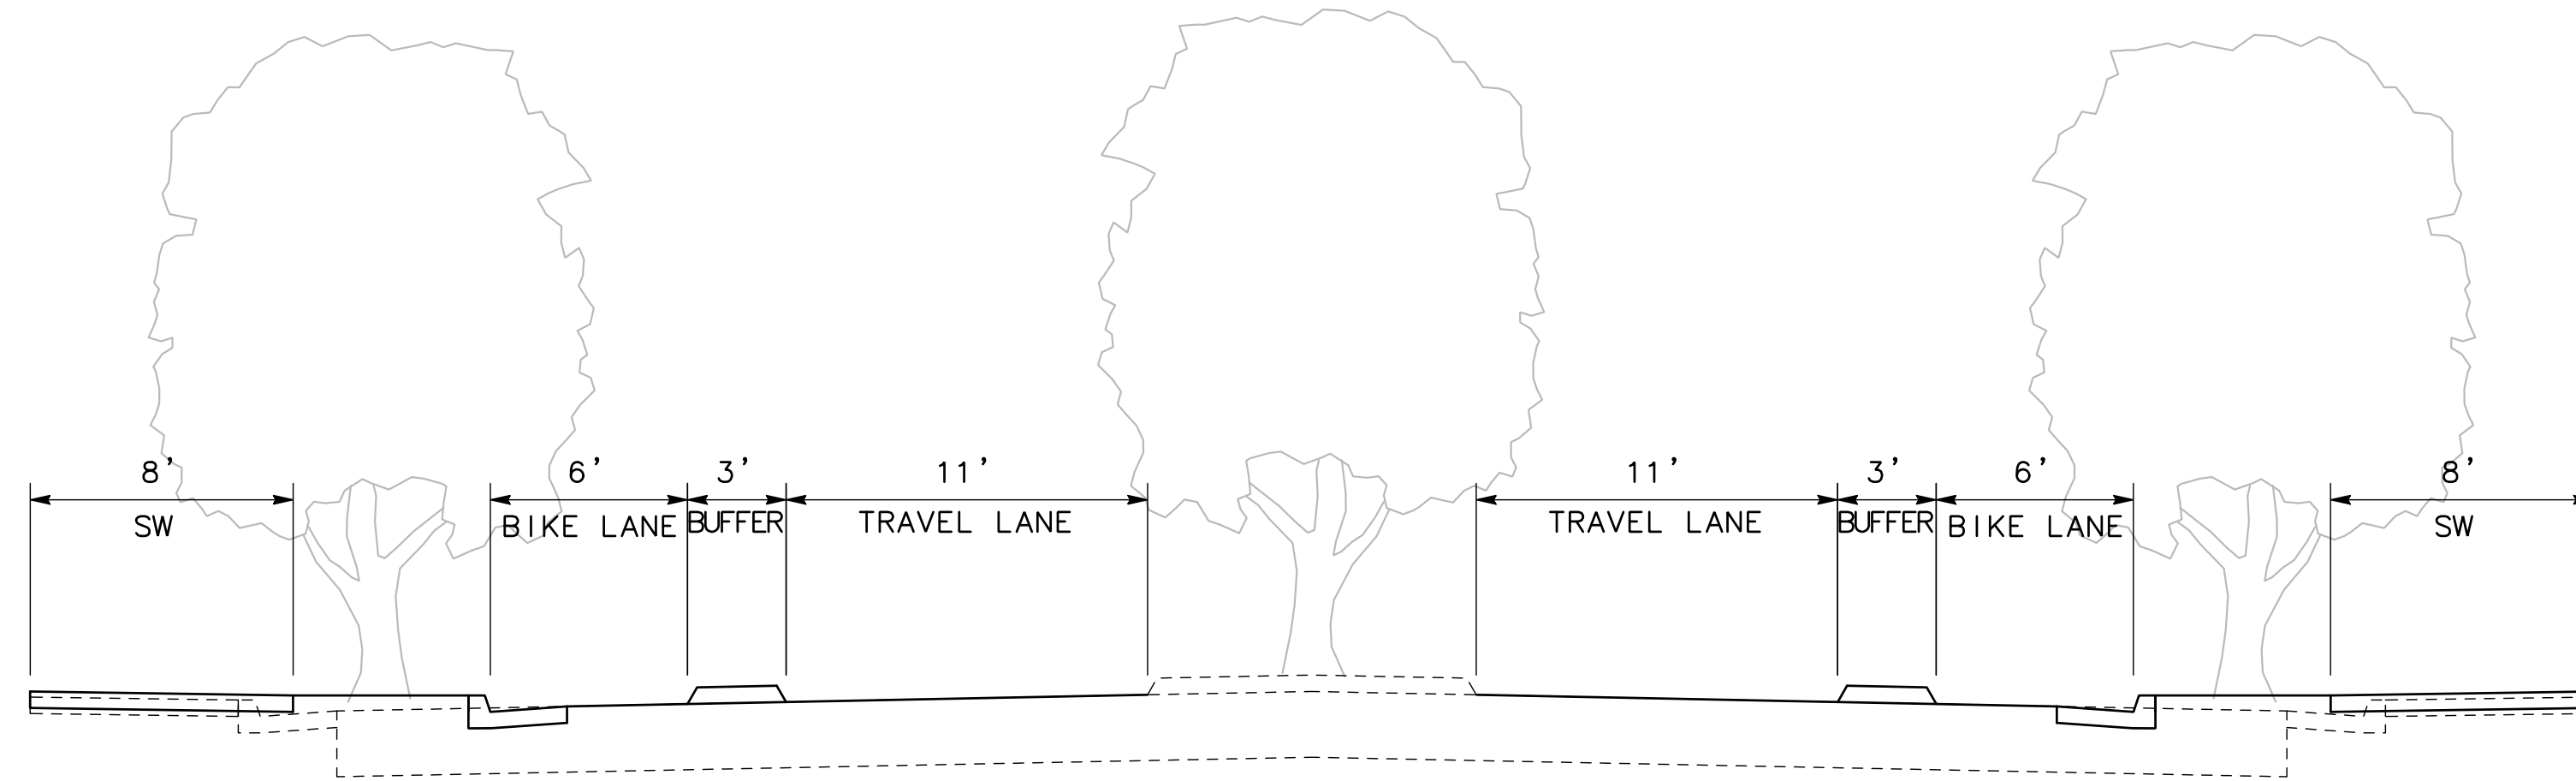 8' 6' 3' 11' 11' 3' 6' 8'
SW BIKE LANE BUFFER TRAVEL LANE TRAVEL LANE BUFFER BIKE LANE SW